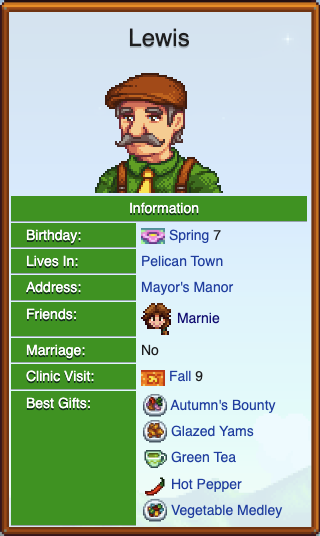 Lewis
Information
Birthday: Spring 7
Lives In: Pelican Town
Address: Mayor's Manor
Friends: Marnie
Marriage: No
Clinic Visit: Fall 9
Best Gifts: Autumn's Bounty
Glazed Yams
Green Tea
Hot Pepper
Vegetable Medley